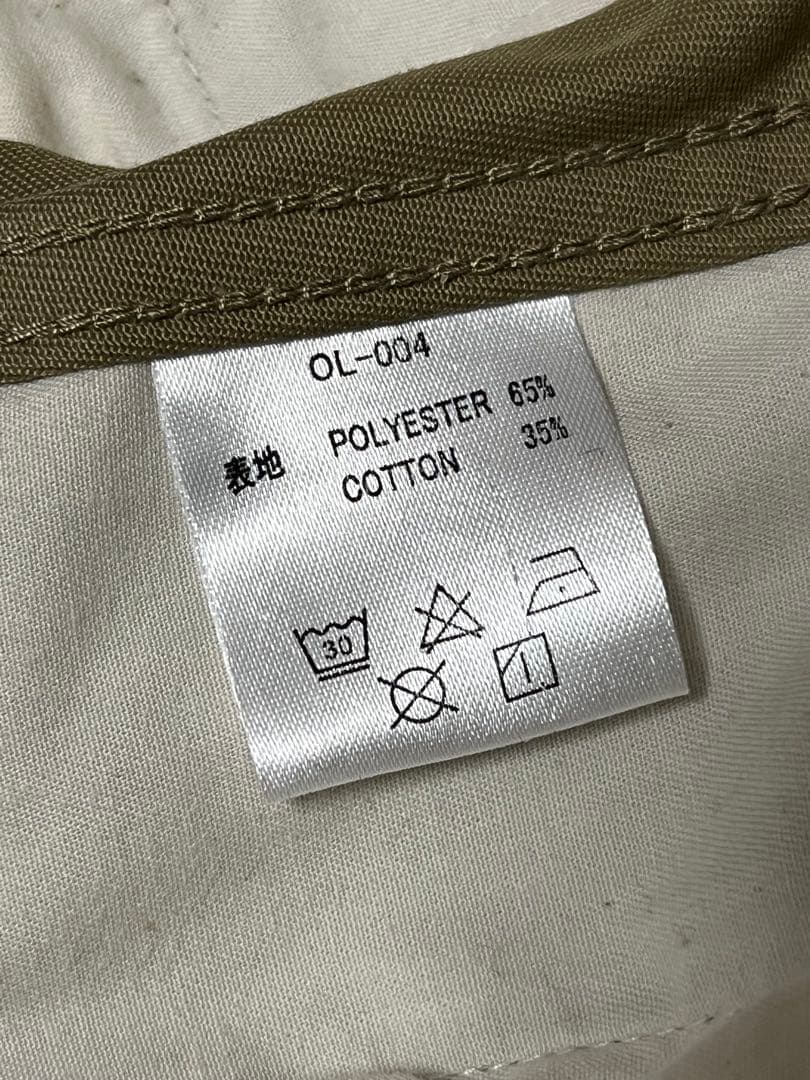 OL-004
表地 POLYESTER 65%
COTTON 35%
30